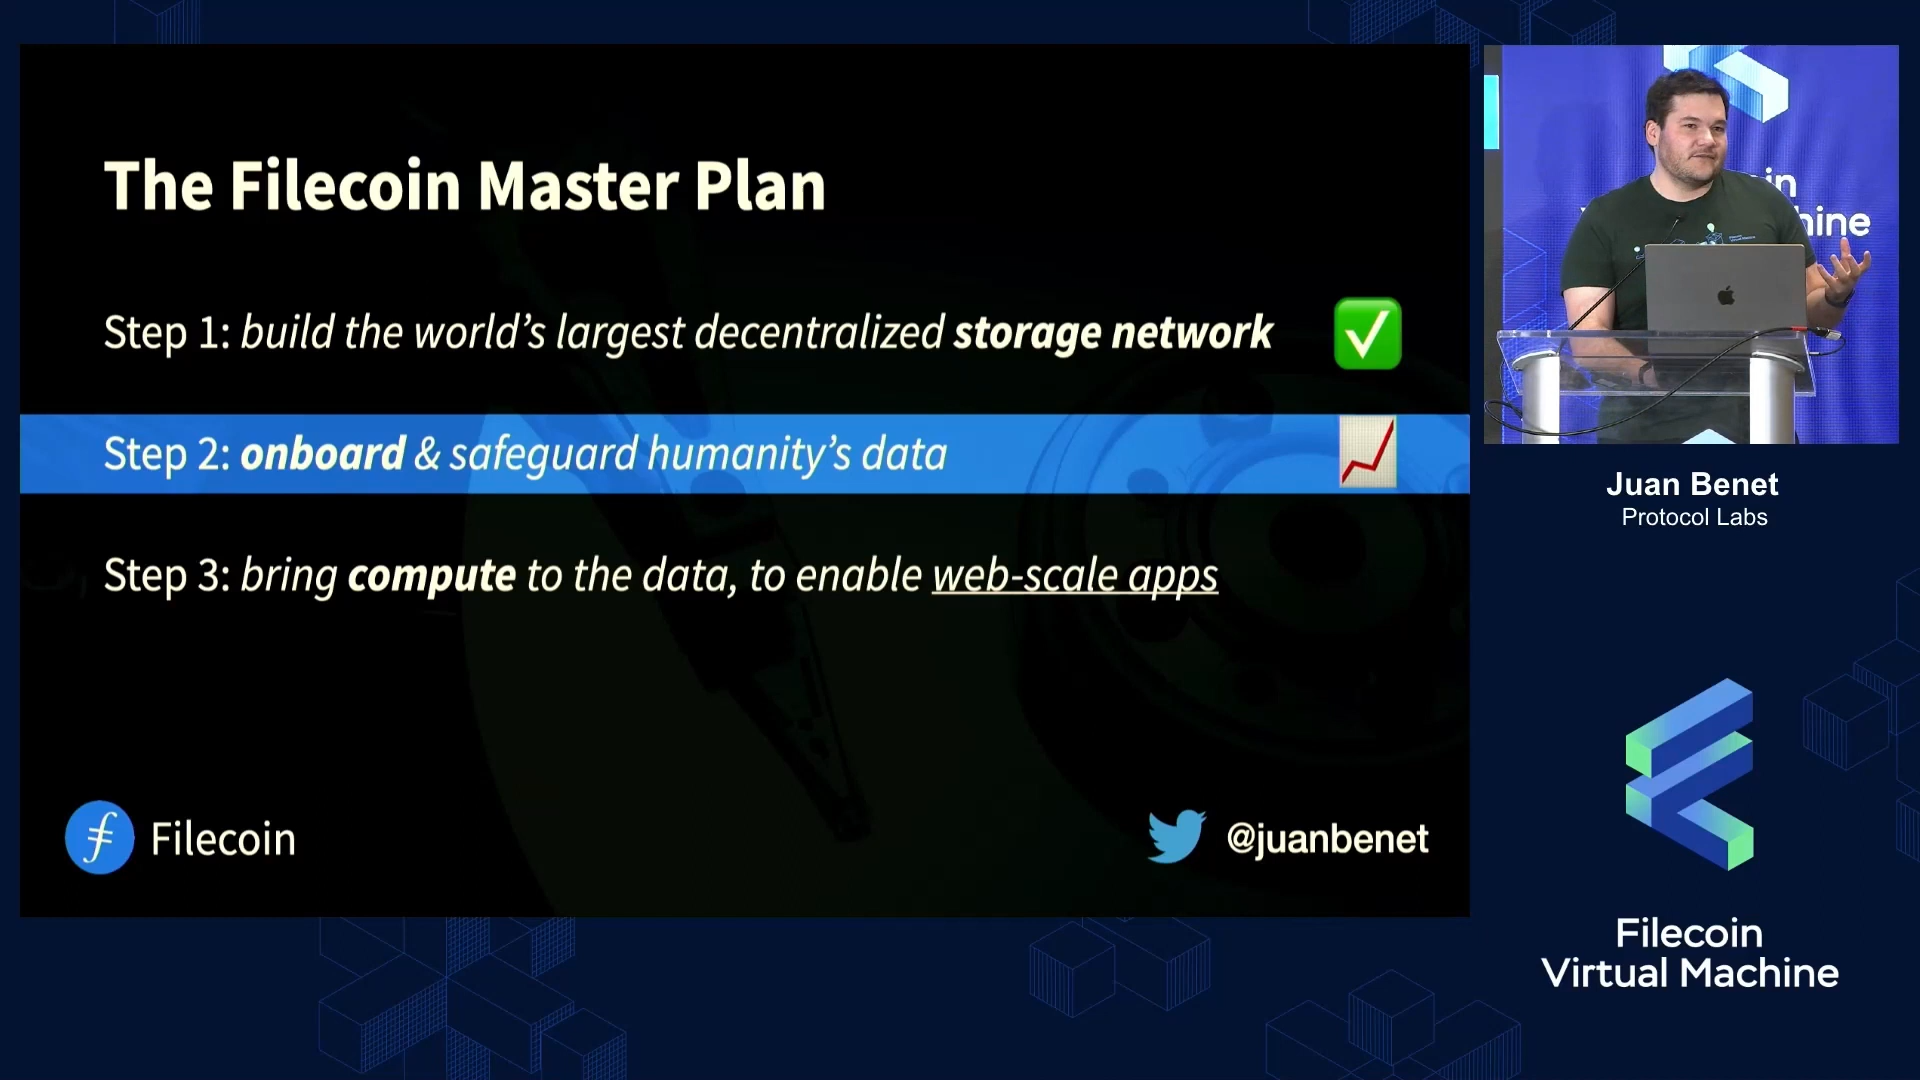 The Filecoin Master Plan
Step 1: build the world's largest decentralized storage network
Step 2: onboard & safeguard humanity's data
Step 3: bring compute to the data, to enable web-scale apps
Filecoin
@juanbenet
Juan Benet
Protocol Labs
Filecoin
Virtual Machine